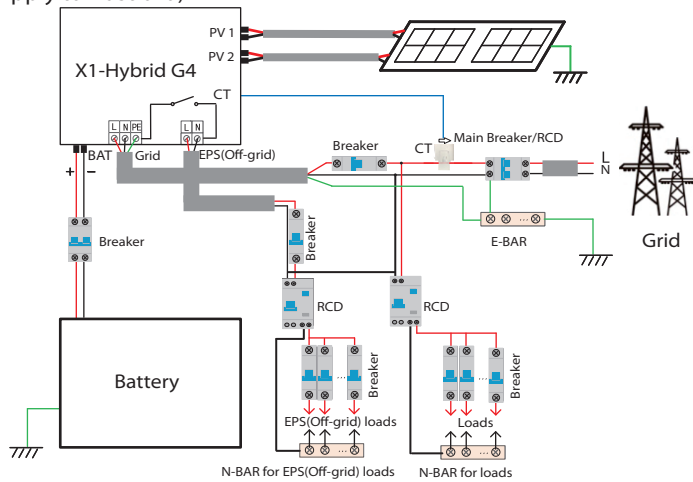 PV 1
PV 2
X1-Hybrid G4
CT
L N PE
L N
BAT
Grid
EPS(Off-grid)
+ −
Breaker
CT
Main Breaker/RCD
L
N
Breaker
Breaker
E-BAR
Grid
RCD
RCD
Battery
Breaker
Breaker
EPS(Off-grid) loads
Loads
N-BAR for EPS(Off-grid) loads
N-BAR for loads